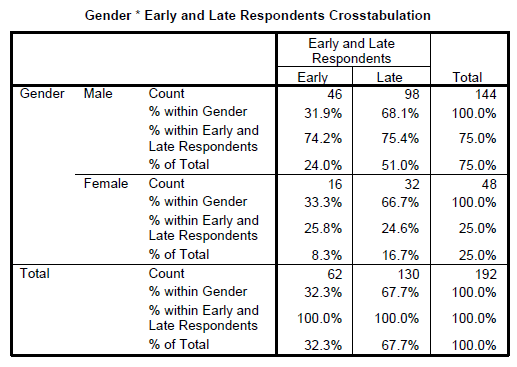 Gender * Early and Late Respondents Crosstabulation
Early and Late
Respondents
Early Late Total
Gender Male Count 46 98 144
% within Gender 31.9% 68.1% 100.0%
% within Early and
Late Respondents 74.2% 75.4% 75.0%
% of Total 24.0% 51.0% 75.0%
Female Count 16 32 48
% within Gender 33.3% 66.7% 100.0%
% within Early and
Late Respondents 25.8% 24.6% 25.0%
% of Total 8.3% 16.7% 25.0%
Total Count 62 130 192
% within Gender 32.3% 67.7% 100.0%
% within Early and
Late Respondents 100.0% 100.0% 100.0%
% of Total 32.3% 67.7% 100.0%